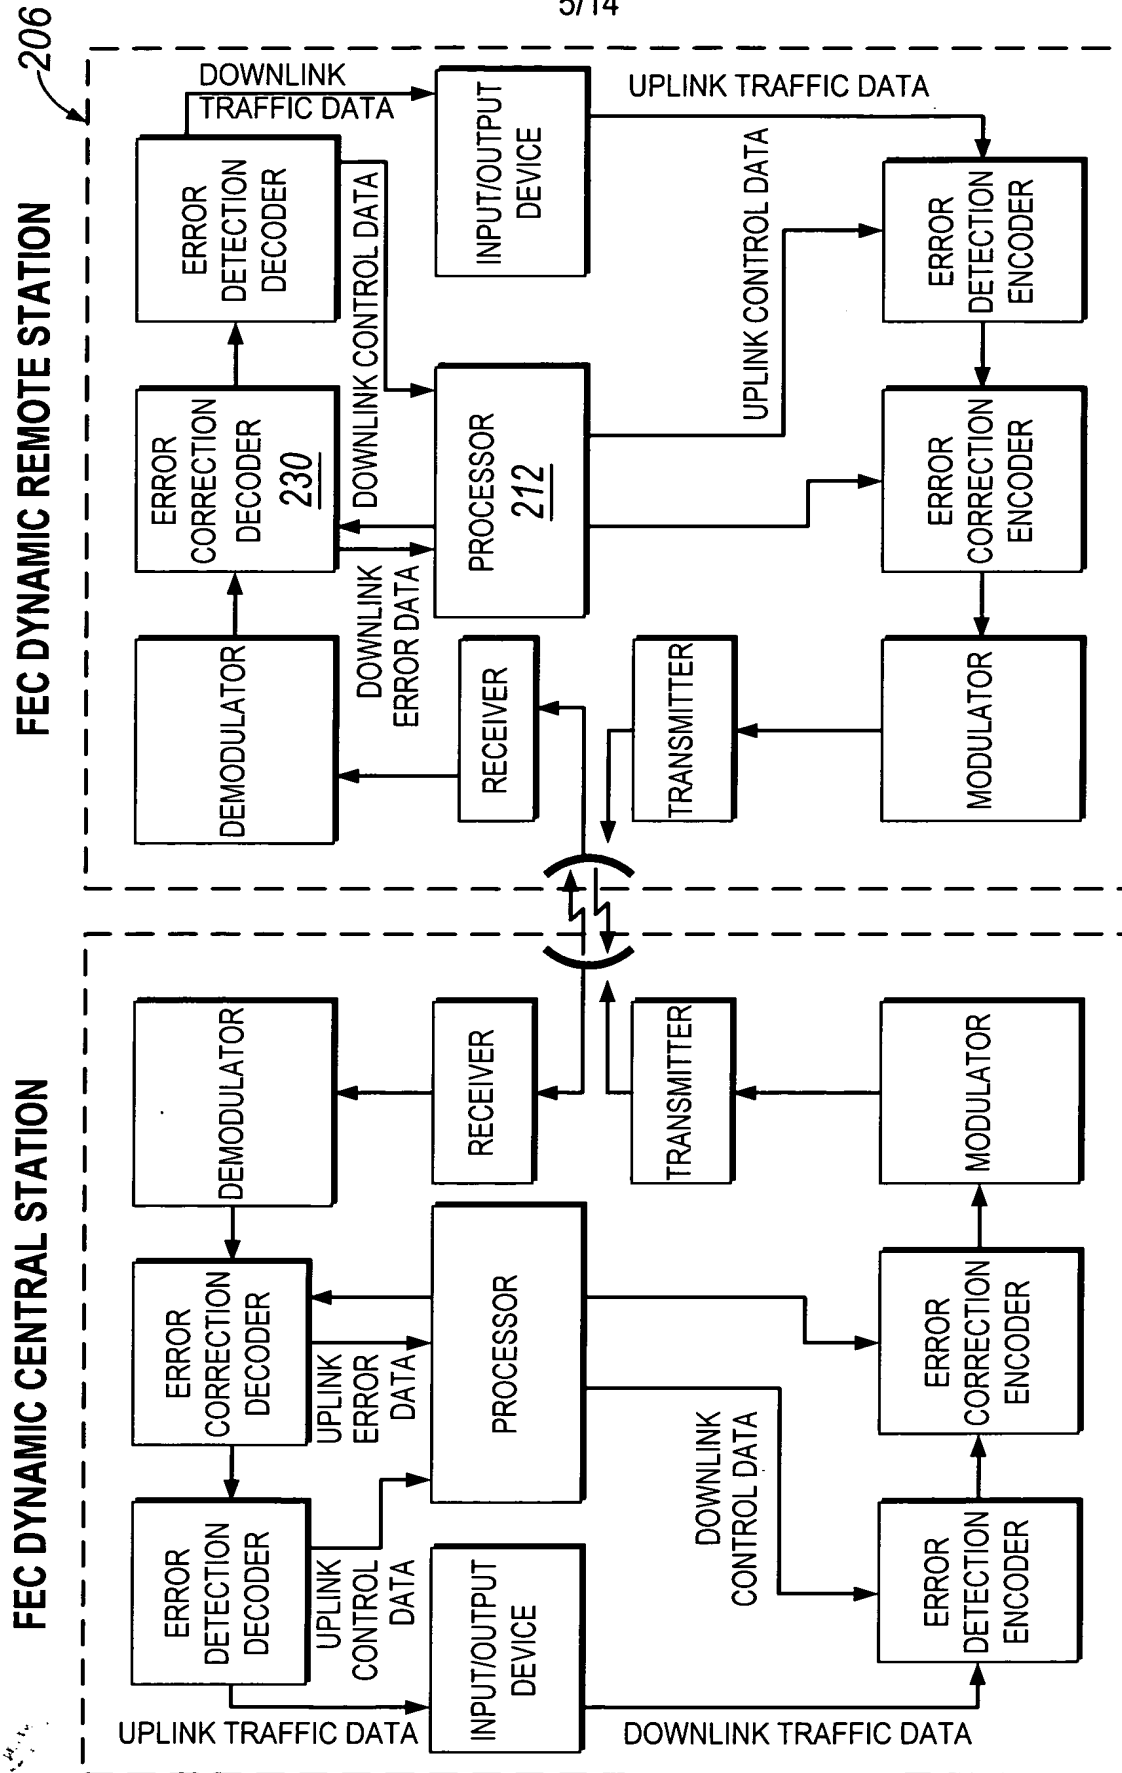 5/14
FEC DYNAMIC CENTRAL STATION
UPLINK TRAFFIC DATA
ERROR
DETECTION
DECODER
ERROR
CORRECTION
DECODER
DEMODULATOR
UPLINK
CONTROL
DATA
UPLINK
ERROR
DATA
INPUT/OUTPUT
DEVICE
PROCESSOR
RECEIVER
TRANSMITTER
DOWNLINK
CONTROL DATA
DOWNLINK TRAFFIC DATA
ERROR
DETECTION
ENCODER
ERROR
CORRECTION
ENCODER
MODULATOR
FEC DYNAMIC REMOTE STATION
206
DEMODULATOR
ERROR
CORRECTION
DECODER
230
ERROR
DETECTION
DECODER
DOWNLINK
TRAFFIC DATA
DOWNLINK
ERROR DATA
DOWNLINK CONTROL DATA
RECEIVER
PROCESSOR
212
INPUT/OUTPUT
DEVICE
TRANSMITTER
UPLINK CONTROL DATA
UPLINK TRAFFIC DATA
MODULATOR
ERROR
CORRECTION
ENCODER
ERROR
DETECTION
ENCODER